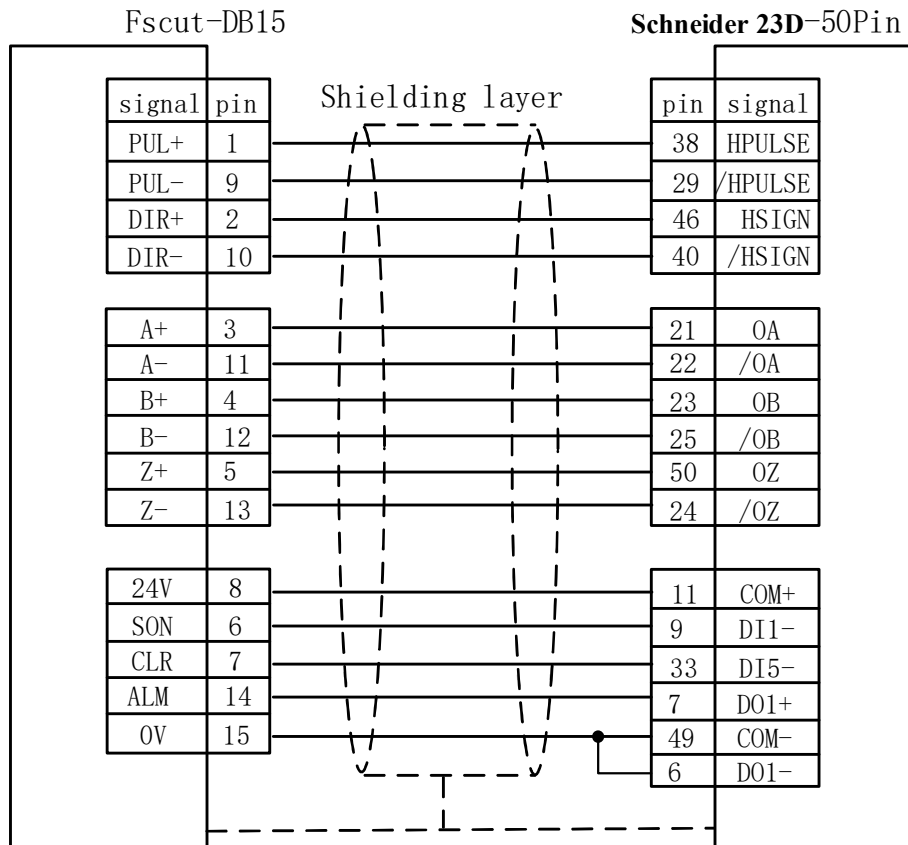 Fscut-DB15 Schneider 23D-50Pin
Shielding layer
signal pin pin signal
PUL+ 1 38 HPULSE
PUL- 9 29 /HPULSE
DIR+ 2 46 HSIGN
DIR- 10 40 /HSIGN
A+ 3 21 OA
A- 11 22 /OA
B+ 4 23 OB
B- 12 25 /OB
Z+ 5 50 OZ
Z- 13 24 /OZ
24V 8 11 COM+
SON 6 9 DI1-
CLR 7 33 DI5-
ALM 14 7 DO1+
0V 15 49 COM-
6 DO1-